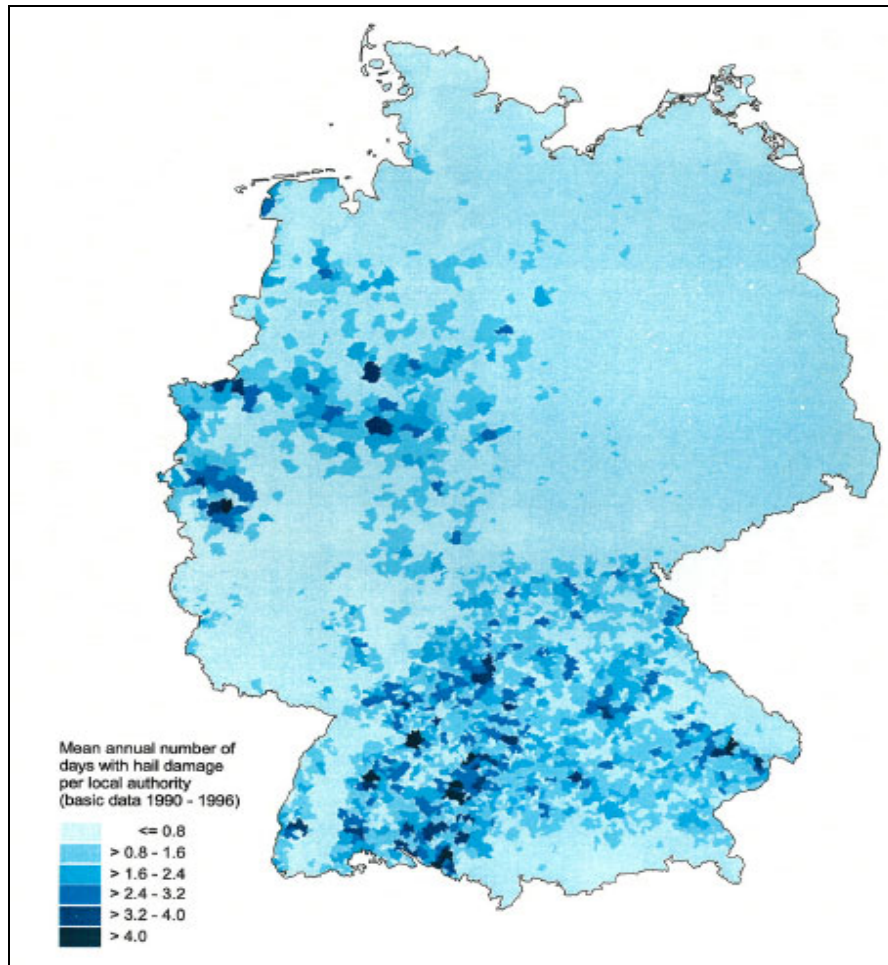 Mean annual number of
days with hail damage
per local authority
(basic data 1990 - 1996)
<= 0.8
> 0.8 - 1.6
> 1.6 - 2.4
> 2.4 - 3.2
> 3.2 - 4.0
> 4.0